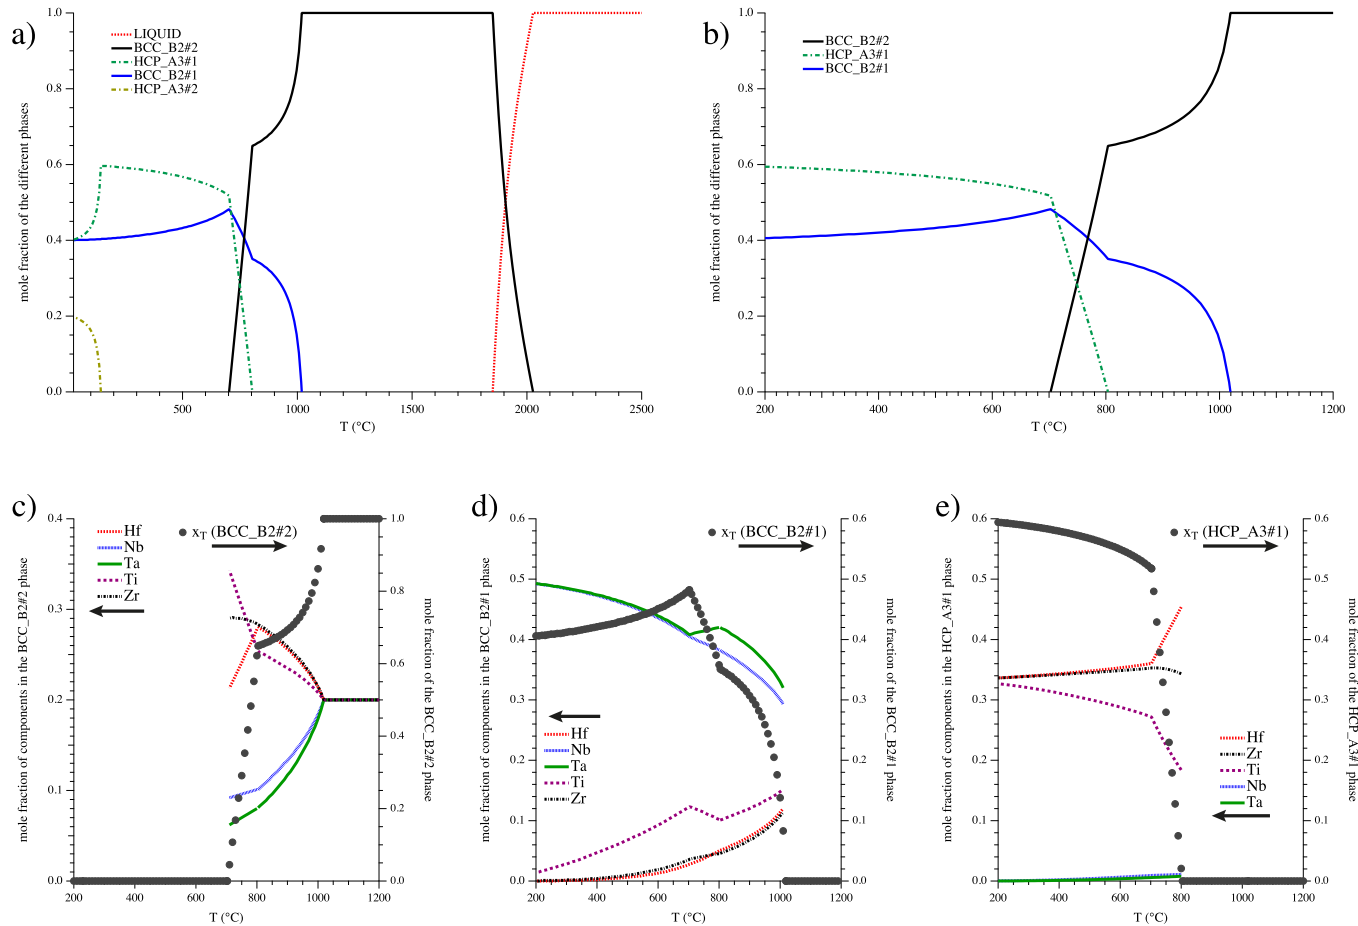 a)
mole fraction of the different phases
1.0
0.8
0.6
0.4
0.2
0.0
LIQUID
BCC_B2#2
HCP_A3#1
BCC_B2#1
HCP_A3#2
500
1000
1500
2000
2500
T (°C)
b)
mole fraction of the different phases
1.0
0.8
0.6
0.4
0.2
0.0
BCC_B2#2
HCP_A3#1
BCC_B2#1
200
400
600
800
1000
1200
T (°C)
c)
mole fraction of components in the BCC_B2#2 phase
0.4
0.3
0.2
0.1
0.0
Hf
Nb
Ta
Ti
Zr
xT (BCC_B2#2)
1.0
0.8
0.6
0.4
0.2
0.0
mole fraction of the BCC_B2#2 phase
200
400
600
800
1000
1200
T (°C)
d)
mole fraction of components in the BCC_B2#1 phase
0.6
0.5
0.4
0.3
0.2
0.1
0.0
xT (BCC_B2#1)
Hf
Nb
Ta
Ti
Zr
0.6
0.5
0.4
0.3
0.2
0.1
0.0
mole fraction of the BCC_B2#1 phase
200
400
600
800
1000
1200
T (°C)
e)
mole fraction of components in the HCP_A3#1 phase
0.6
0.5
0.4
0.3
0.2
0.1
0.0
xT (HCP_A3#1)
Hf
Zr
Ti
Nb
Ta
0.6
0.5
0.4
0.3
0.2
0.1
0.0
mole fraction of the HCP_A3#1 phase
200
400
600
800
1000
1200
T (°C)